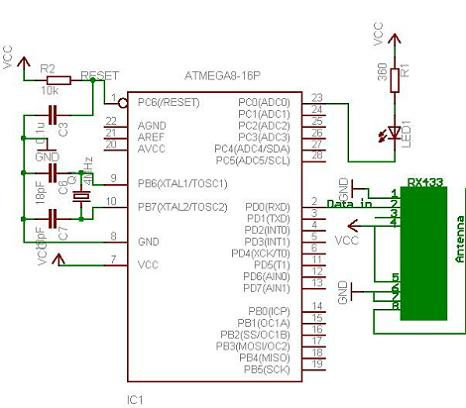 VCC
R2
10k
RESET
0.1u
C3
GND
18pF
C6
Q1
4MHz
18pF
C7
VCC
ATMEGA8-16P
1 PC6(/RESET)
22 AGND
21 AREF
20 AVCC
9 PB6(XTAL1/TOSC1)
10 PB7(XTAL2/TOSC2)
8 GND
7 VCC
PC0(ADC0) 23
PC1(ADC1) 24
PC2(ADC2) 25
PC3(ADC3) 26
PC4(ADC4/SDA) 27
PC5(ADC5/SCL) 28
PD0(RXD) 2
PD1(TXD) 3
PD2(INT0) 4
PD3(INT1) 5
PD4(XCK/T0) 6
PD5(T1) 11
PD6(AIN0) 12
PD7(AIN1) 13
PB0(ICP) 14
PB1(OC1A) 15
PB2(SS/OC1B) 16
PB3(MOSI/OC2) 17
PB4(MISO) 18
PB5(SCK) 19
IC1
VCC
360
R1
LED1
Data in
GND
VCC
GND
RX433
1
2
3
4
5
6
7
8
Antenna